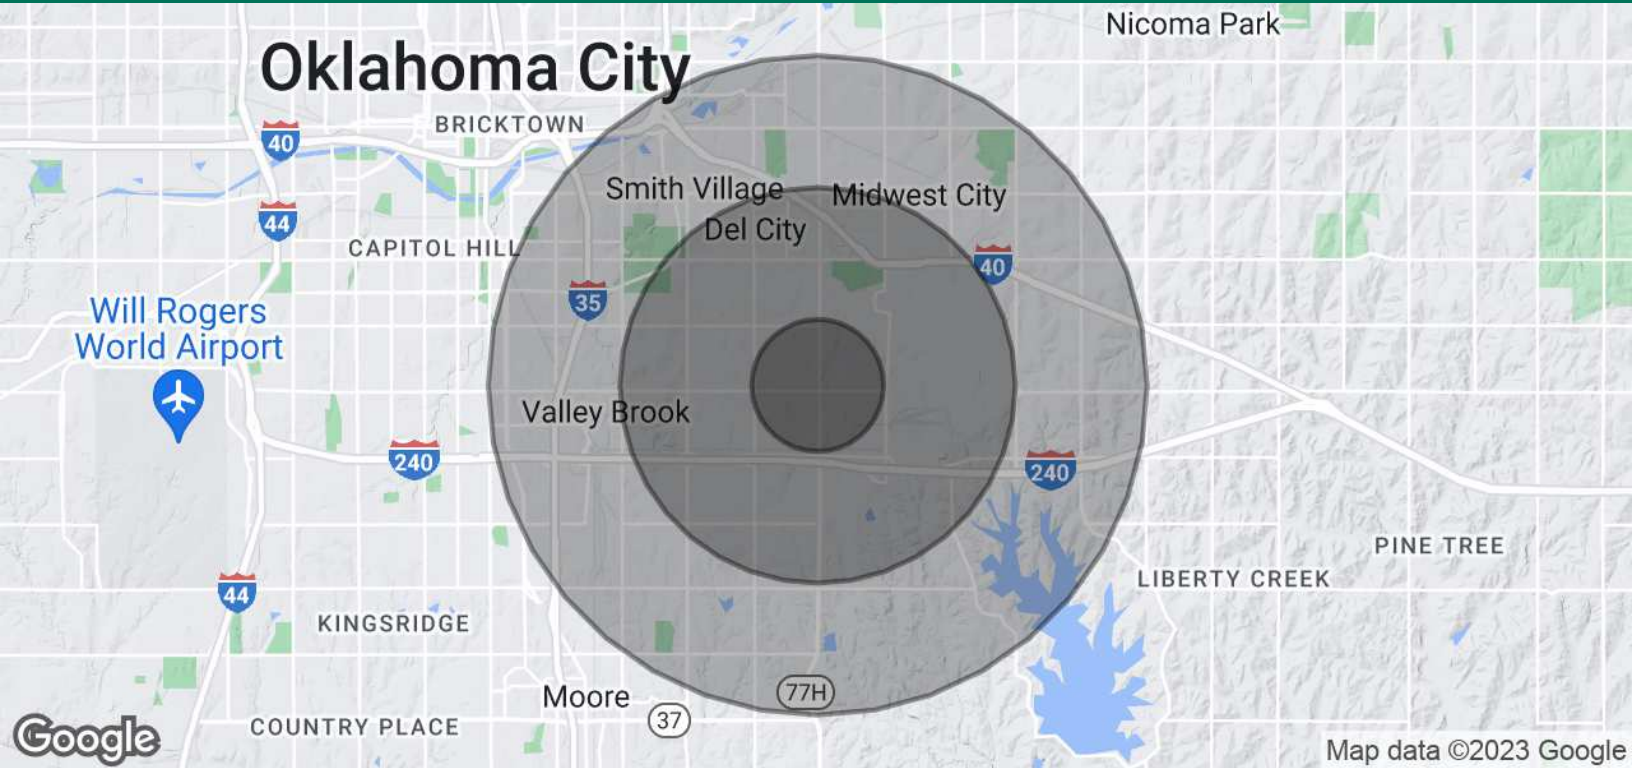 Nicoma Park
Oklahoma City
BRICKTOWN
40
Smith Village
Midwest City
44
Del City
CAPITOL HILL
40
35
Will Rogers
World Airport
Valley Brook
240
240
PINE TREE
LIBERTY CREEK
44
KINGSRIDGE
Moore
77H
37
COUNTRY PLACE
Google
Map data ©2023 Google